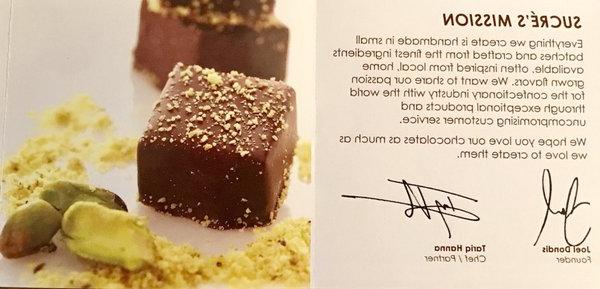 SUCRÉ'S MISSION
Everything we create is handmade in small
batches and crafted from the finest ingredients
available, often inspired from local, home
grown flavors. We want to share our passion
for the confectionary industry with the world
through exceptional products and
uncompromising customer service.
We hope you love our chocolates as much as
we love to create them.
Joel Dondis
Founder
Tariq Hanna
Chef / Partner